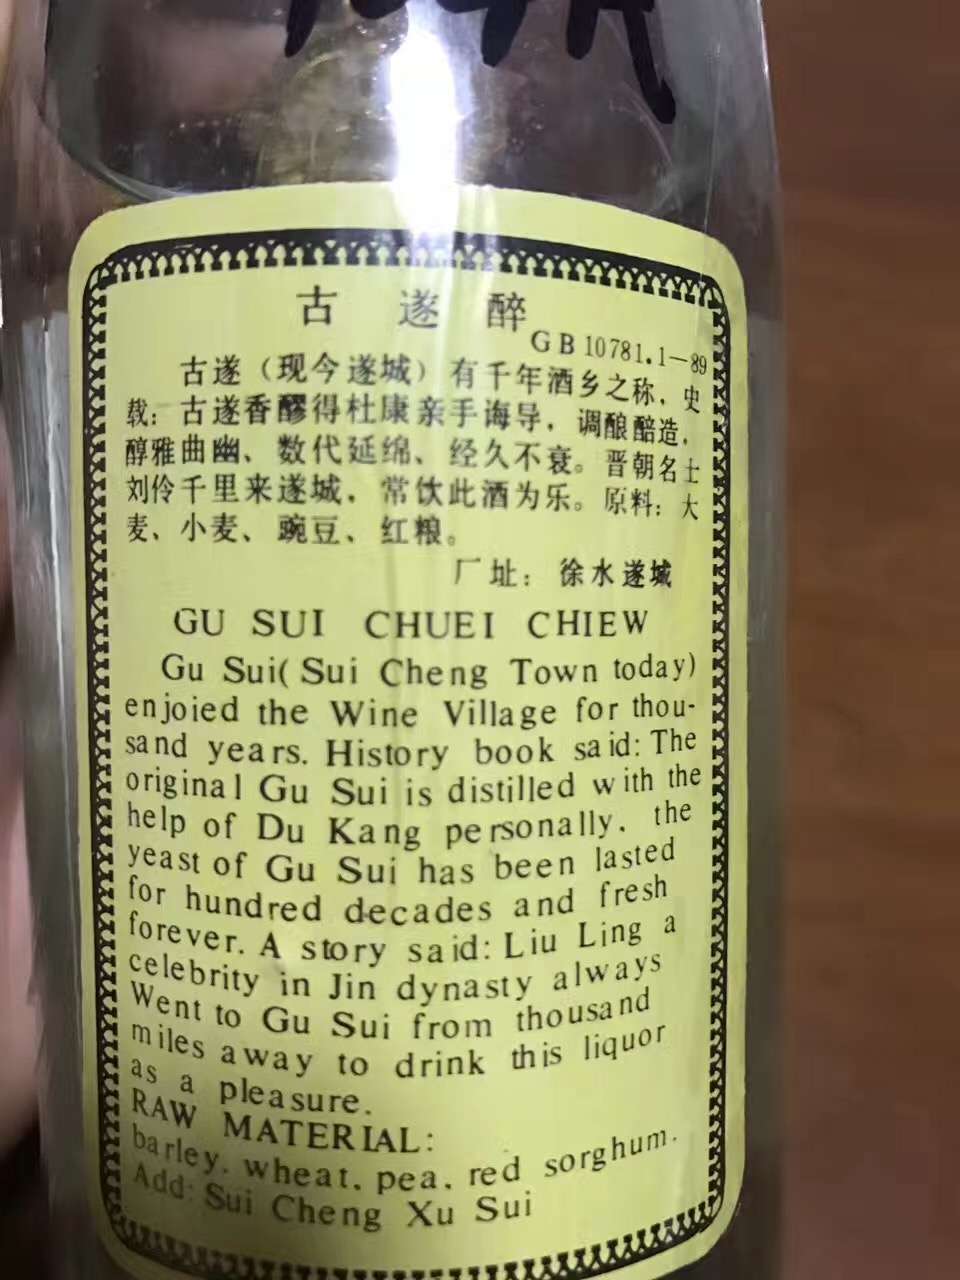 古遂醉
GB 10781.1—89
古遂（现今遂城）有千年酒乡之称，史
载：古遂香醪得杜康亲手诲导，调酿醅造，
醇雅曲幽、数代延绵、经久不衰。晋朝名士
刘伶千里来遂城，常饮此酒为乐。原料：大
麦、小麦、豌豆、红粮。
厂址：徐水遂城
GU SUI CHUEI CHIEW
Gu Sui( Sui Cheng Town today)
enjoied the Wine Village for thou-
sand years. History book said: The
original Gu Sui is distilled with the
help of Du Kang personally. the
yeast of Gu Sui has been lasted
for hundred decades and fresh
forever. A story said: Liu Ling a
celebrity in Jin dynasty always
Went to Gu Sui from thousand
miles away to drink this liquor
as a pleasure.
RAW MATERIAL:
barley. wheat. pea. red sorghum.
Add: Sui Cheng Xu Sui